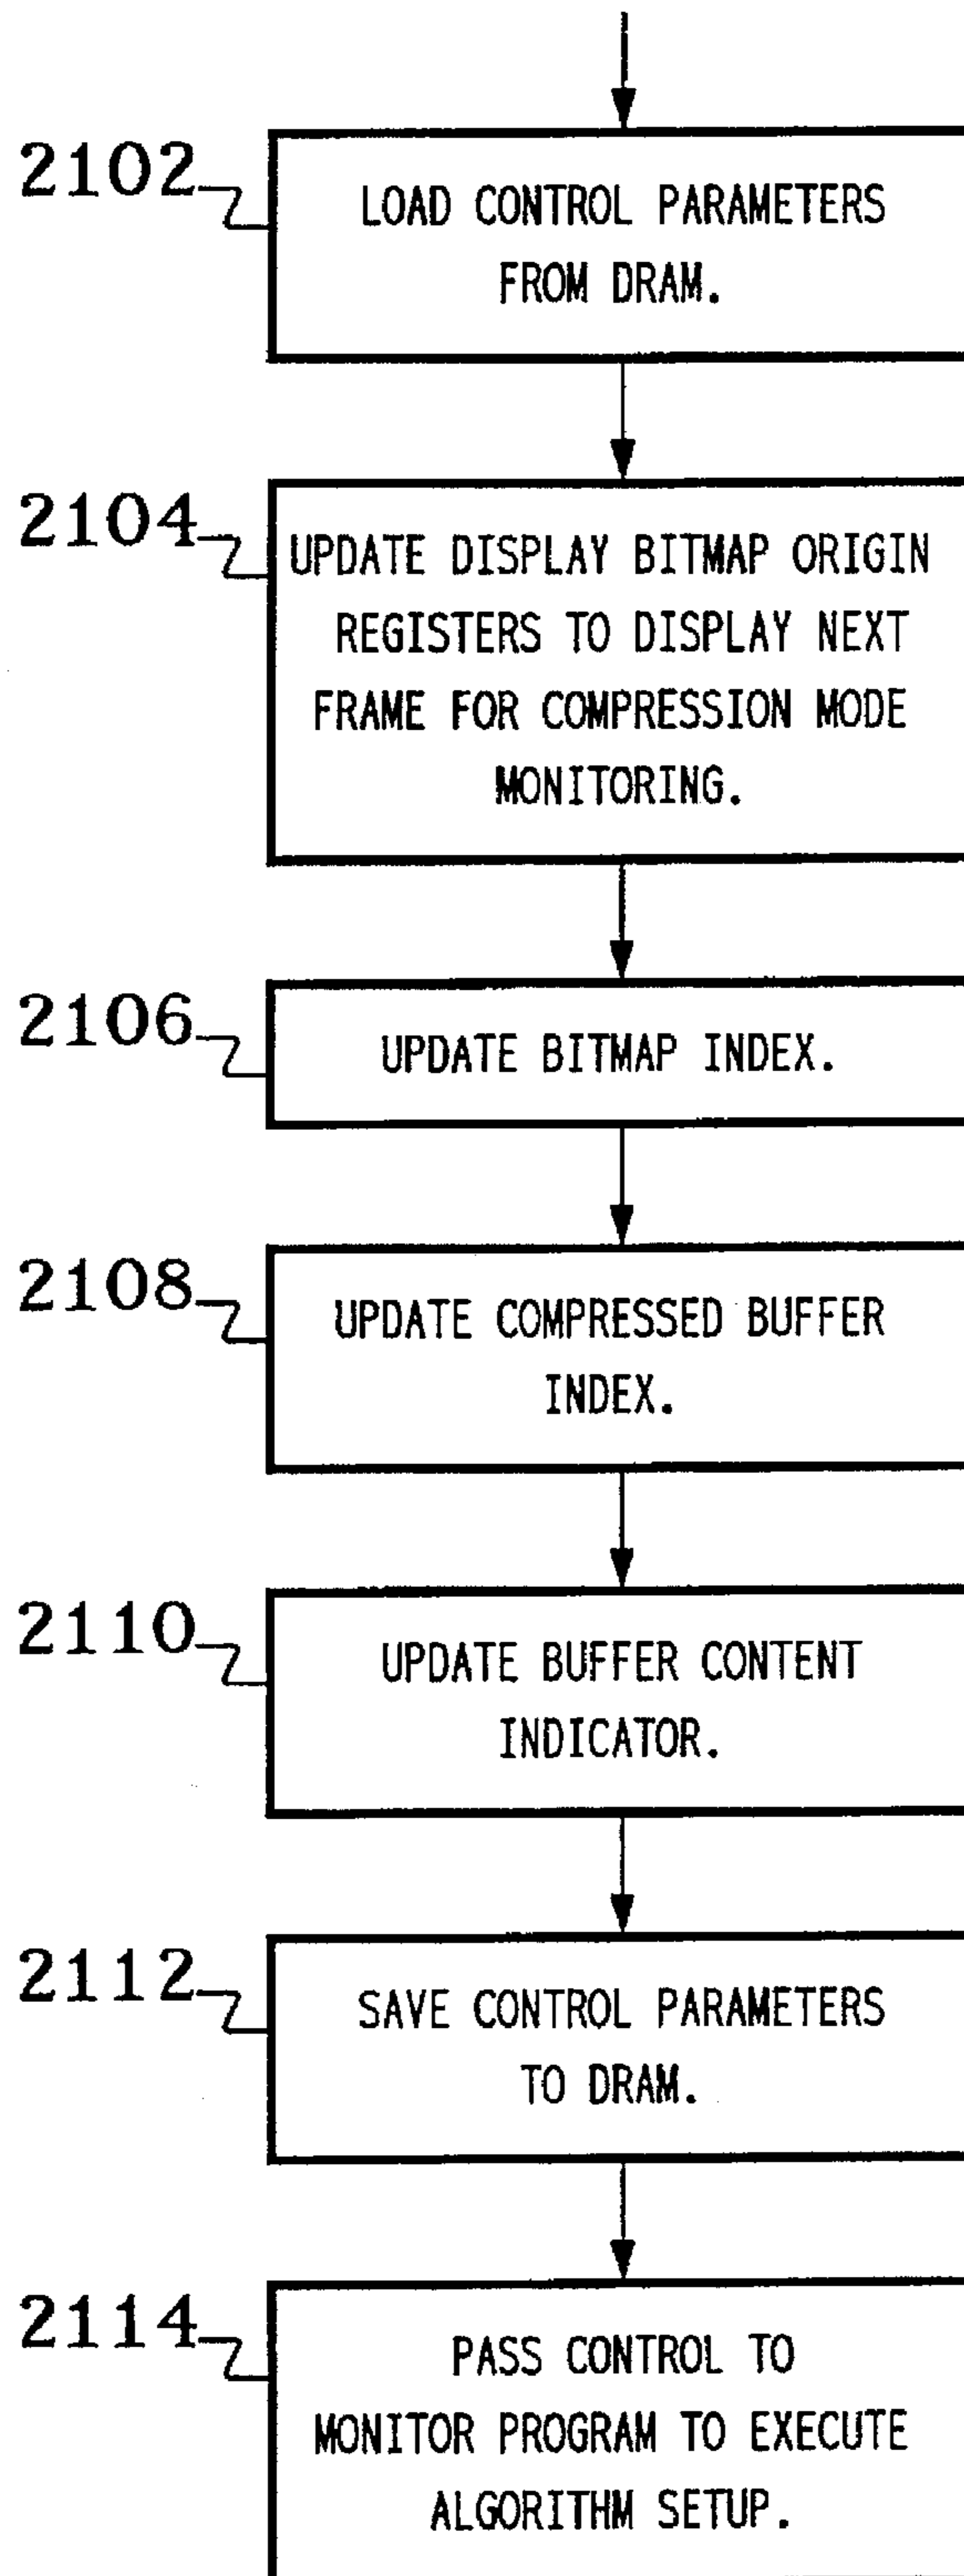 2102
LOAD CONTROL PARAMETERS
FROM DRAM.
2104
UPDATE DISPLAY BITMAP ORIGIN
REGISTERS TO DISPLAY NEXT
FRAME FOR COMPRESSION MODE
MONITORING.
2106
UPDATE BITMAP INDEX.
2108
UPDATE COMPRESSED BUFFER
INDEX.
2110
UPDATE BUFFER CONTENT
INDICATOR.
2112
SAVE CONTROL PARAMETERS
TO DRAM.
2114
PASS CONTROL TO
MONITOR PROGRAM TO EXECUTE
ALGORITHM SETUP.